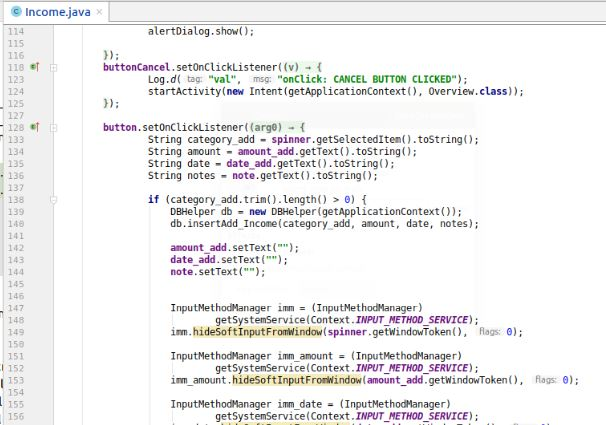 Income.java ×
114 alertDialog.show();
115
116 });
118 buttonCancel.setOnClickListener((v) → {
123 Log.d( tag: "val", msg: "onClick: CANCEL BUTTON CLICKED");
124 startActivity(new Intent(getApplicationContext(), Overview.class));
125 });
127
128 button.setOnClickListener((arg0) → {
133 String category_add = spinner.getSelectedItem().toString();
134 String amount = amount_add.getText().toString();
135 String date = date_add.getText().toString();
136 String notes = note.getText().toString();
137
138 if (category_add.trim().length() > 0) {
139 DBHelper db = new DBHelper(getApplicationContext());
140 db.insertAdd_Income(category_add, amount, date, notes);
141
142 amount_add.setText("");
143 date_add.setText("");
144 note.setText("");
145
146
147 InputMethodManager imm = (InputMethodManager)
148 getSystemService(Context.INPUT_METHOD_SERVICE);
149 imm.hideSoftInputFromWindow(spinner.getWindowToken(), flags: 0);
150
151 InputMethodManager imm_amount = (InputMethodManager)
152 getSystemService(Context.INPUT_METHOD_SERVICE);
153 imm_amount.hideSoftInputFromWindow(amount_add.getWindowToken(), flags: 0);
154
155 InputMethodManager imm_date = (InputMethodManager)
156 getSystemService(Context.INPUT_METHOD_SERVICE);